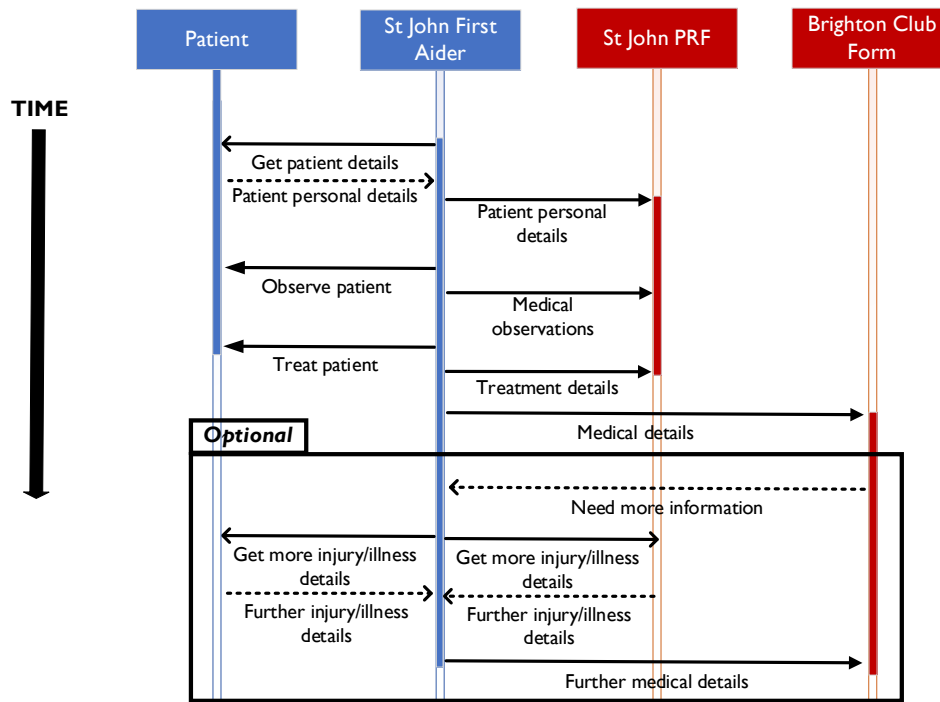 Patient
St John First
Aider
St John PRF
Brighton Club
Form
TIME
Get patient details
Patient personal details
Patient personal
details
Observe patient
Medical
observations
Treat patient
Treatment details
Medical details
Optional
Need more information
Get more injury/illness
details
Get more injury/illness
details
Further injury/illness
details
Further injury/illness
details
Further medical details